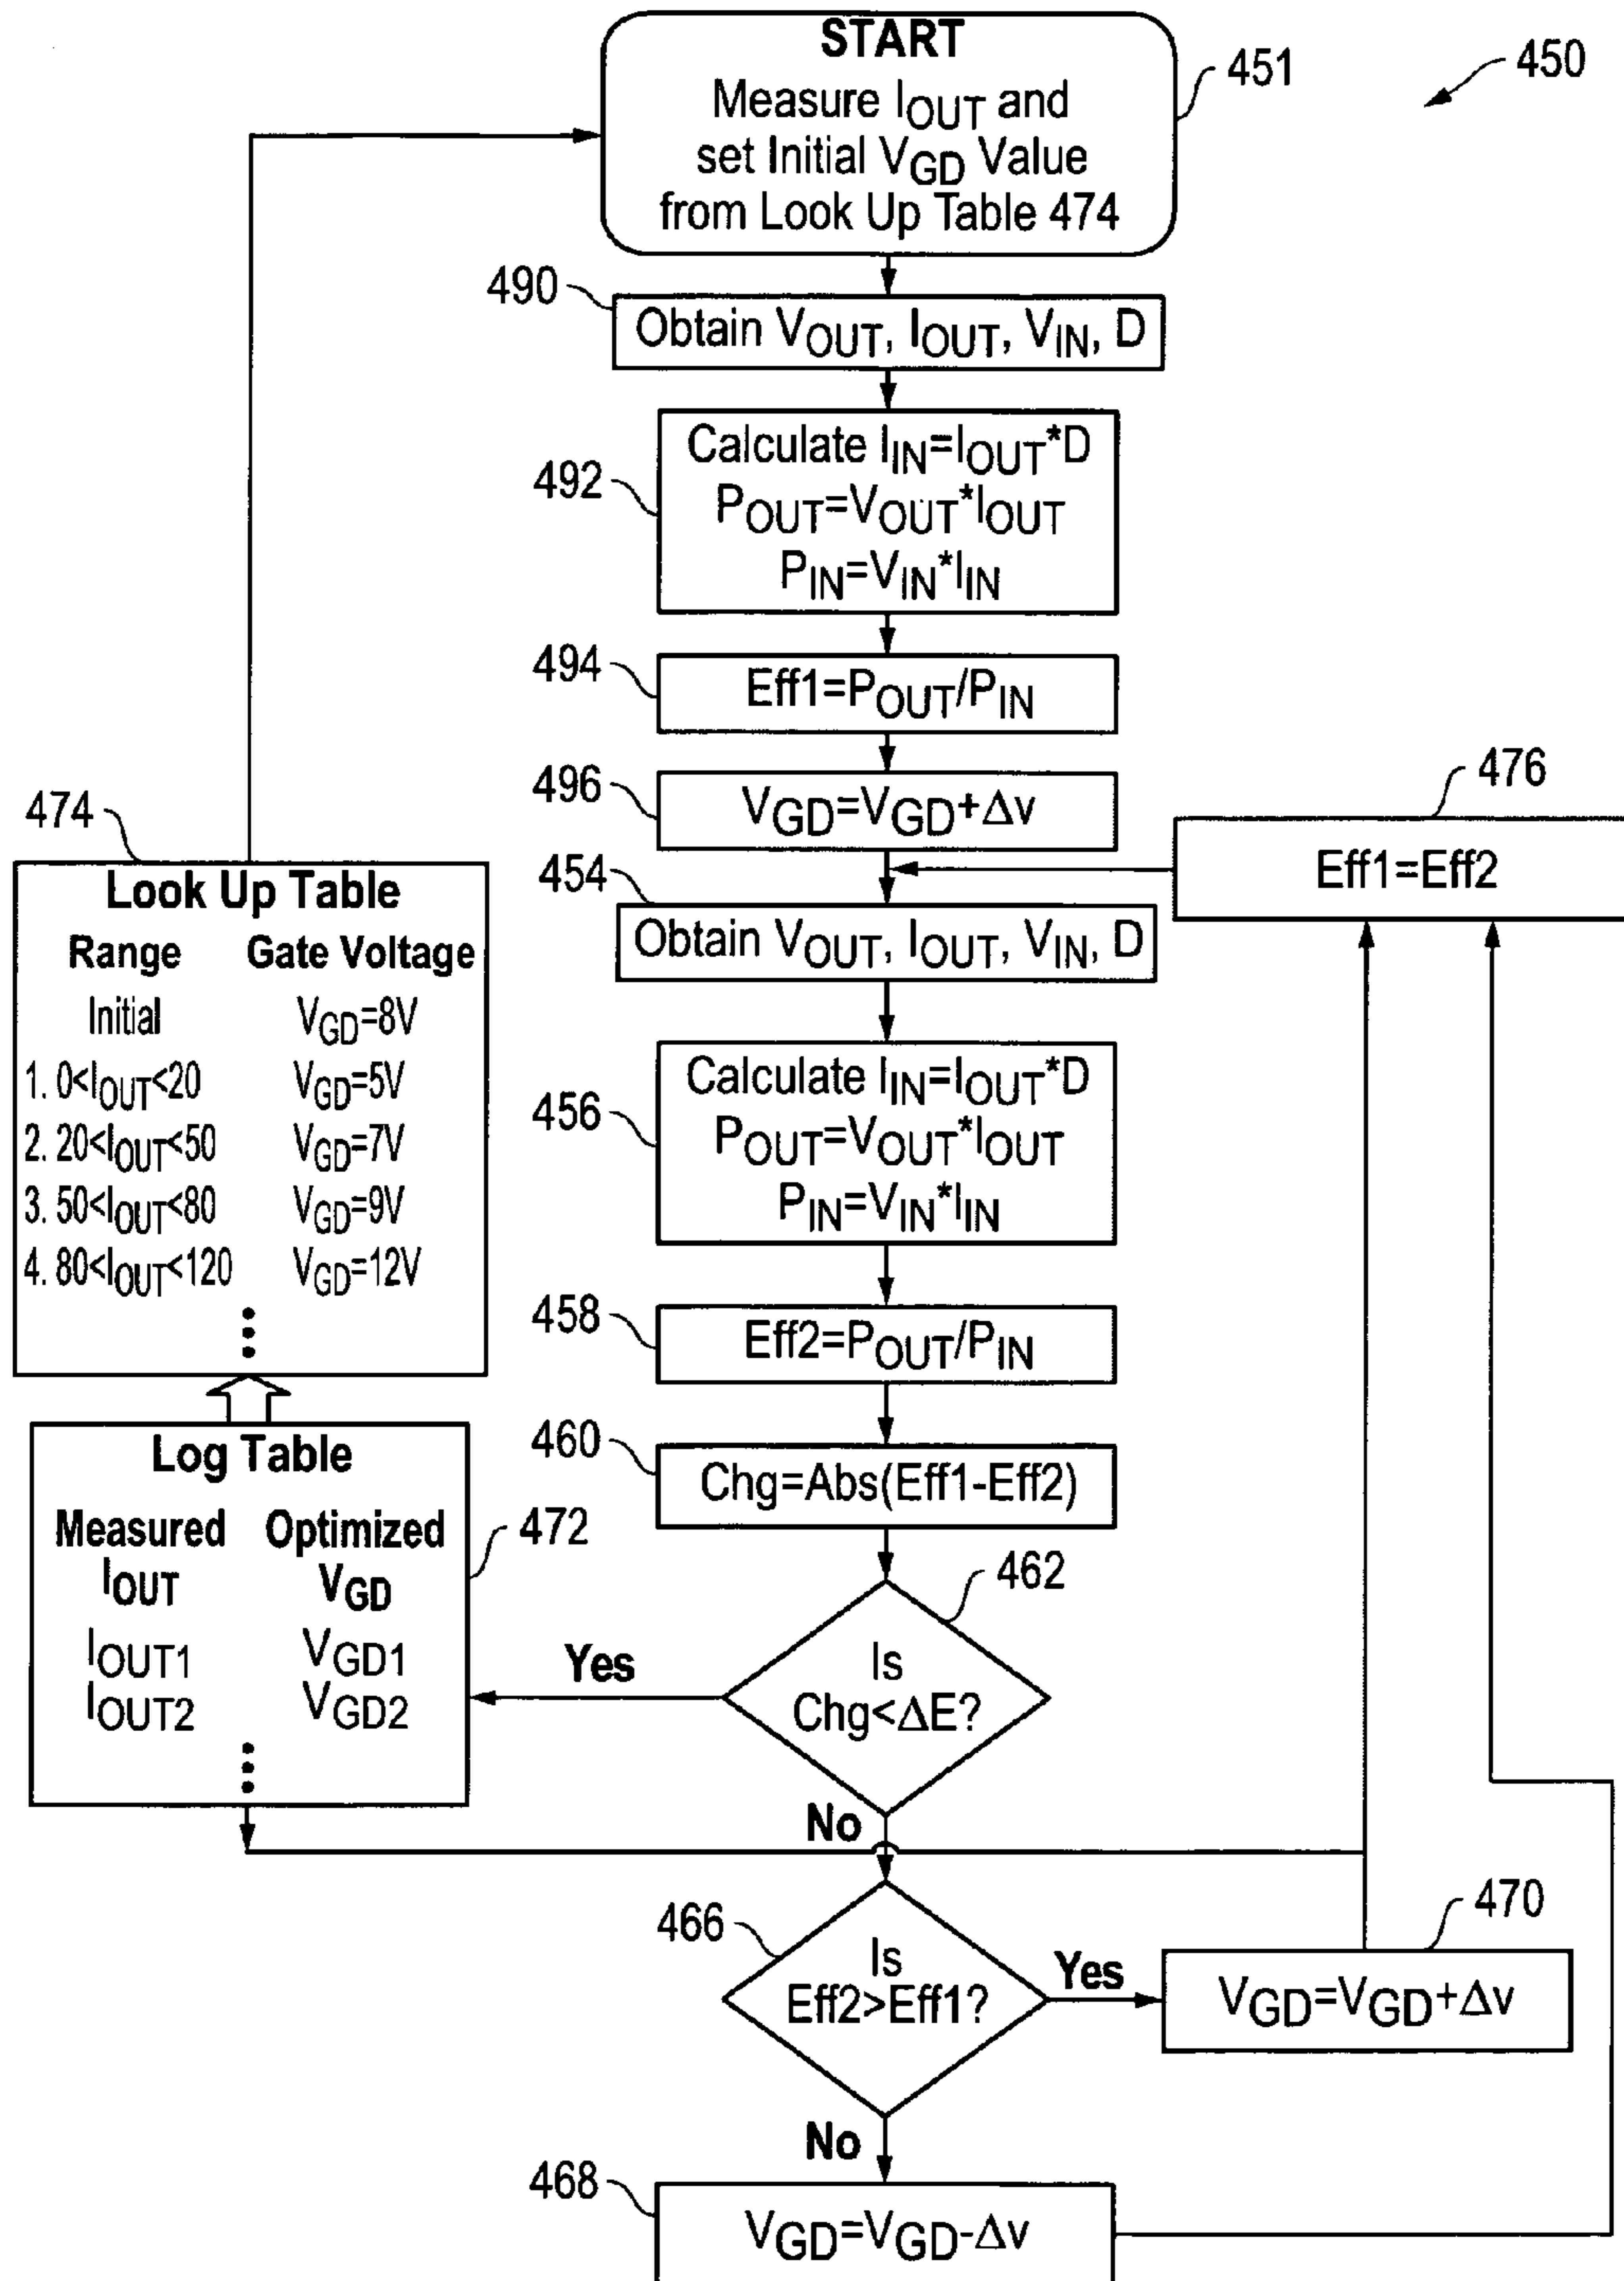 START
Measure IOUT and
set Initial VGD Value
from Look Up Table 474
451
450
490
Obtain VOUT, IOUT, VIN, D
492
Calculate IIN=IOUT*D
POUT=VOUT*IOUT
PIN=VIN*IIN
494
Eff1=POUT/PIN
496
VGD=VGD+Δv
476
Eff1=Eff2
454
Obtain VOUT, IOUT, VIN, D
456
Calculate IIN=IOUT*D
POUT=VOUT*IOUT
PIN=VIN*IIN
458
Eff2=POUT/PIN
460
Chg=Abs(Eff1-Eff2)
462
Is
Chg<ΔE?
Yes
No
474
Look Up Table
Range Gate Voltage
Initial VGD=8V
1. 0<IOUT<20 VGD=5V
2. 20<IOUT<50 VGD=7V
3. 50<IOUT<80 VGD=9V
4. 80<IOUT<120 VGD=12V
Log Table
Measured Optimized
IOUT VGD
IOUT1 VGD1
IOUT2 VGD2
472
466
Is
Eff2>Eff1?
Yes
No
470
VGD=VGD+Δv
468
VGD=VGD-Δv